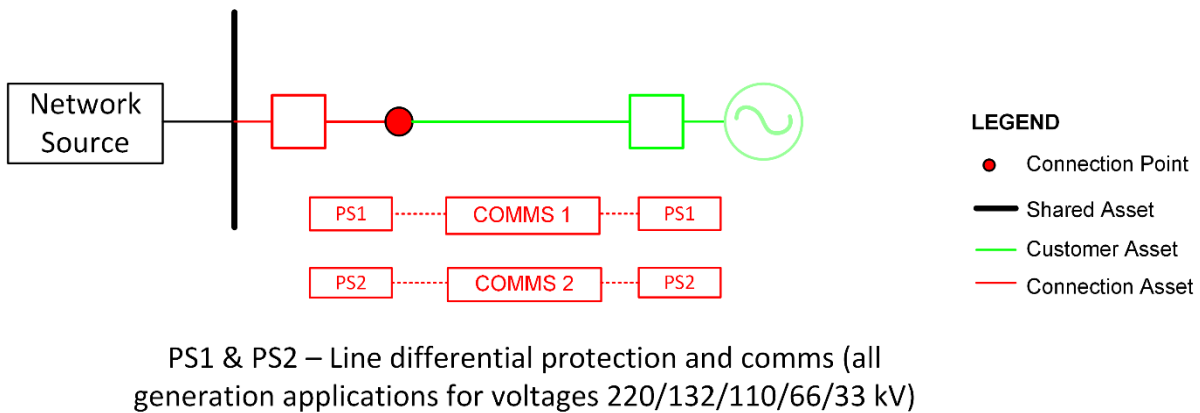 Network
Source
PS1
COMMS 1
PS1
PS2
COMMS 2
PS2
LEGEND
Connection Point
Shared Asset
Customer Asset
Connection Asset
PS1 & PS2 – Line differential protection and comms (all
generation applications for voltages 220/132/110/66/33 kV)